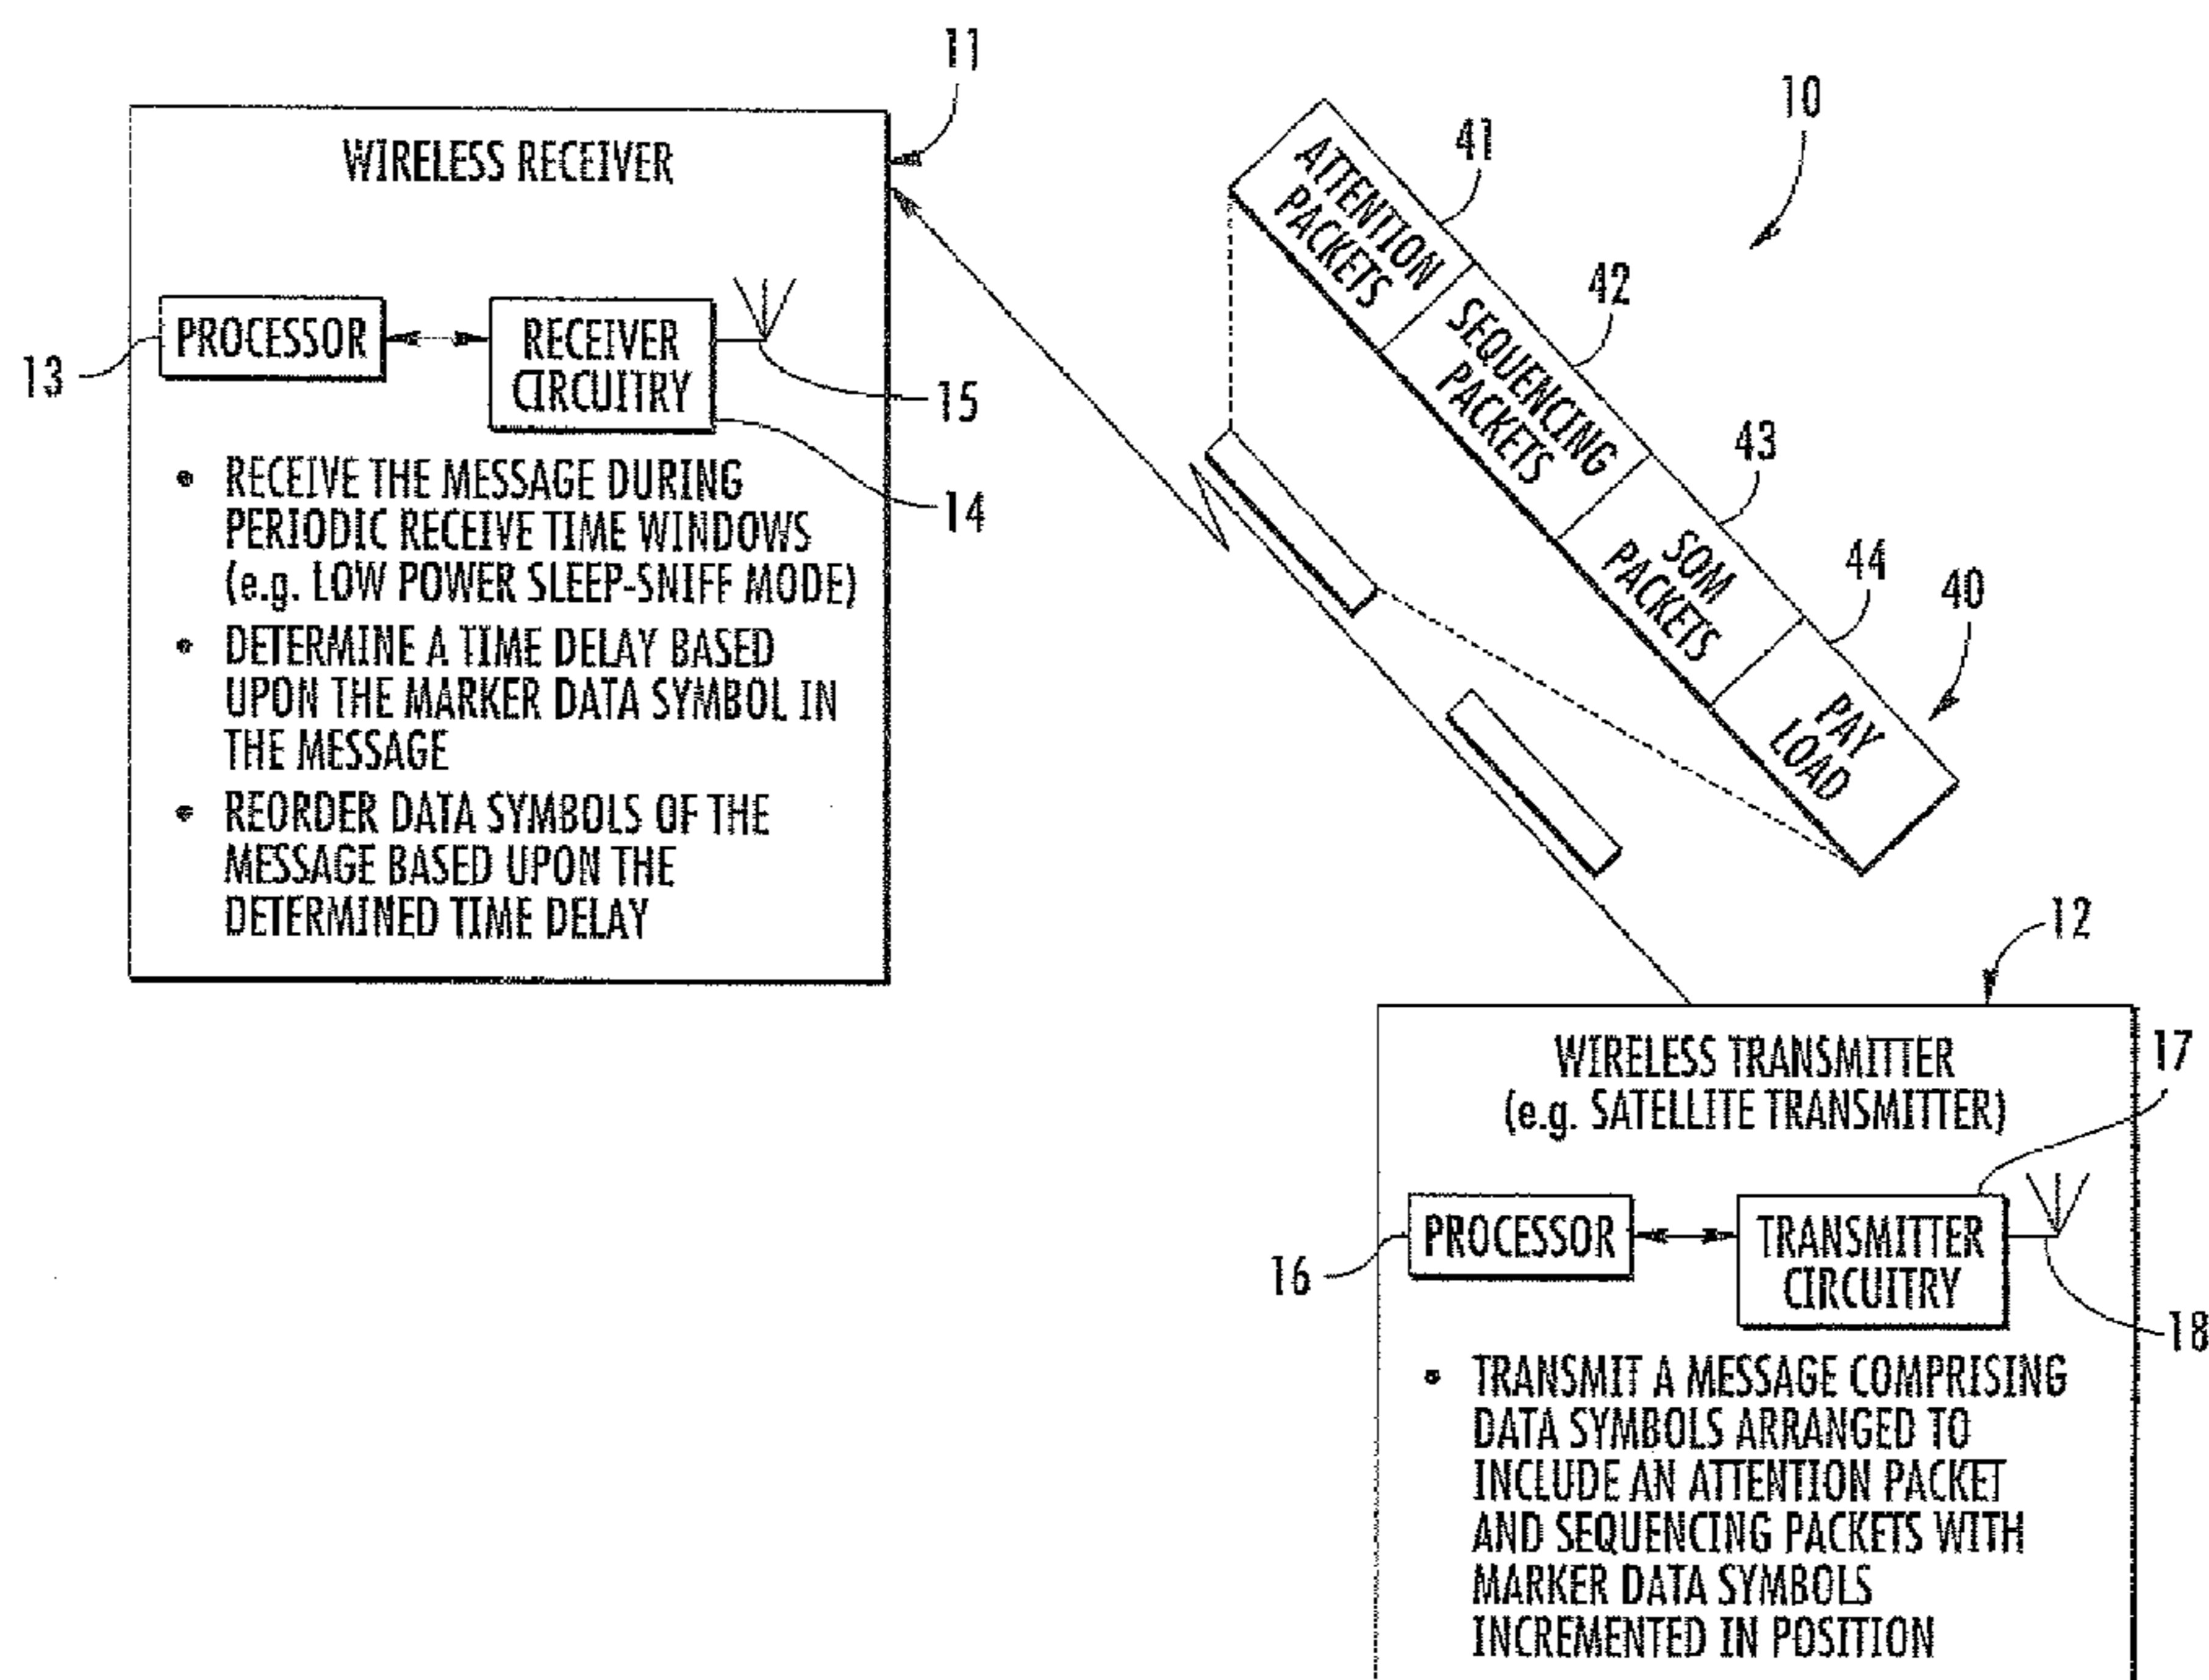 11
WIRELESS RECEIVER
PROCESSOR
13
RECEIVER
CIRCUITRY
15
14
• RECEIVE THE MESSAGE DURING
PERIODIC RECEIVE TIME WINDOWS
(e.g. LOW POWER SLEEP-SNIFF MODE)
• DETERMINE A TIME DELAY BASED
UPON THE MARKER DATA SYMBOL IN
THE MESSAGE
• REORDER DATA SYMBOLS OF THE
MESSAGE BASED UPON THE
DETERMINED TIME DELAY
10
41
ATTENTION
PACKETS
42
SEQUENCING
PACKETS
43
SOM
PACKETS
44
PAY
LOAD
40
12
WIRELESS TRANSMITTER
(e.g. SATELLITE TRANSMITTER)
17
PROCESSOR
16
TRANSMITTER
CIRCUITRY
18
• TRANSMIT A MESSAGE COMPRISING
DATA SYMBOLS ARRANGED TO
INCLUDE AN ATTENTION PACKET
AND SEQUENCING PACKETS WITH
MARKER DATA SYMBOLS
INCREMENTED IN POSITION